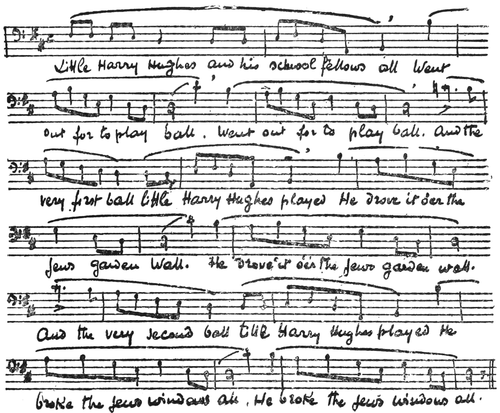 Little Harry Hughes and his schoolfellows all Went
out for to play ball. Went out for to play ball. And the
very first ball little Harry Hughes played He drove it o'er the
Jews garden wall. He drove it o'er the Jews garden wall.
And the very second ball little Harry Hughes played He
broke the Jews windows all. He broke the Jews windows all.